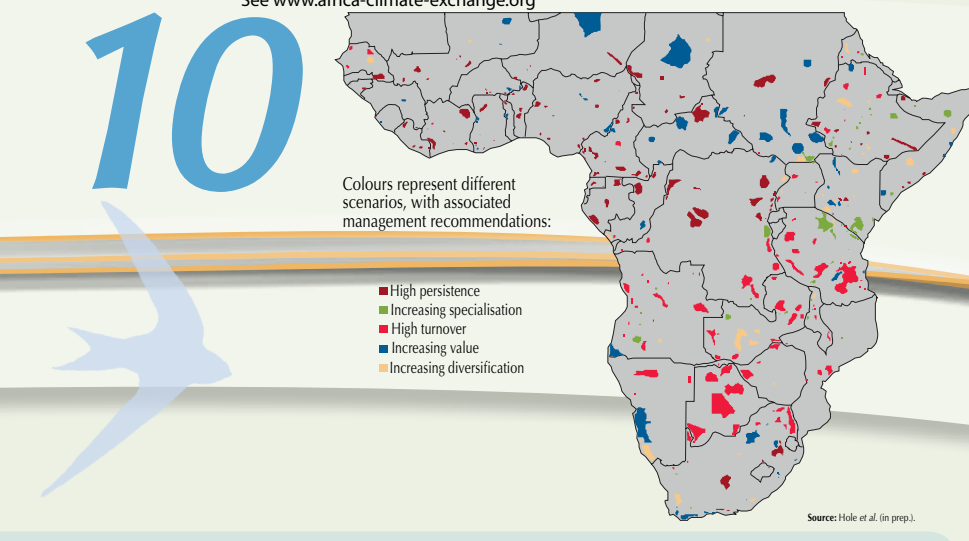 See www.africa-climate-exchange.org
10
Colours represent different
scenarios, with associated
management recommendations:
High persistence
Increasing specialisation
High turnover
Increasing value
Increasing diversification
Source: Hole et al. (in prep.).